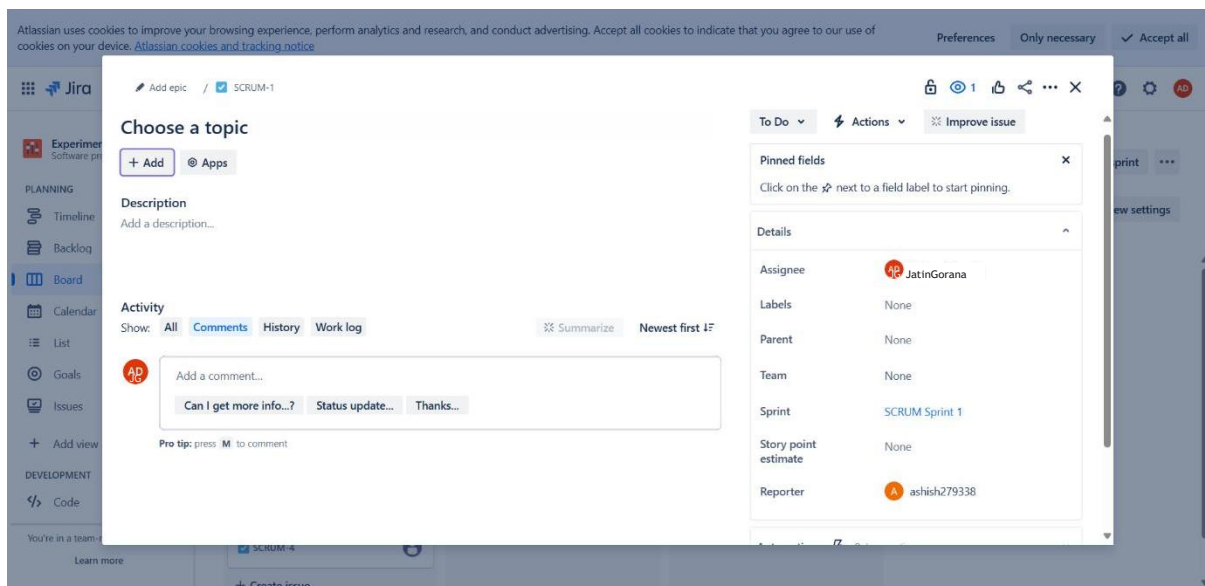 Atlassian uses cookies to improve your browsing experience, perform analytics and research, and conduct advertising. Accept all cookies to indicate that you agree to our use of
cookies on your device. Atlassian cookies and tracking notice
Preferences Only necessary Accept all
Jira
Add epic / SCRUM-1
1
AD
Experimen
Software pr
PLANNING
Timeline
Backlog
Board
Calendar
List
Goals
Issues
+ Add view
DEVELOPMENT
Code
You're in a team-
Learn more
Choose a topic
+ Add Apps
Description
Add a description...
Activity
Show: All Comments History Work log Summarize Newest first
Add a comment...
Can I get more info...? Status update... Thanks...
Pro tip: press M to comment
To Do Actions Improve issue
Pinned fields
Click on the next to a field label to start pinning.
Details
Assignee JatinGorana
Labels None
Parent None
Team None
Sprint SCRUM Sprint 1
Story point
estimate
None
Reporter A ashish279338
print
ew settings
SCRUM-4
+ Create issue